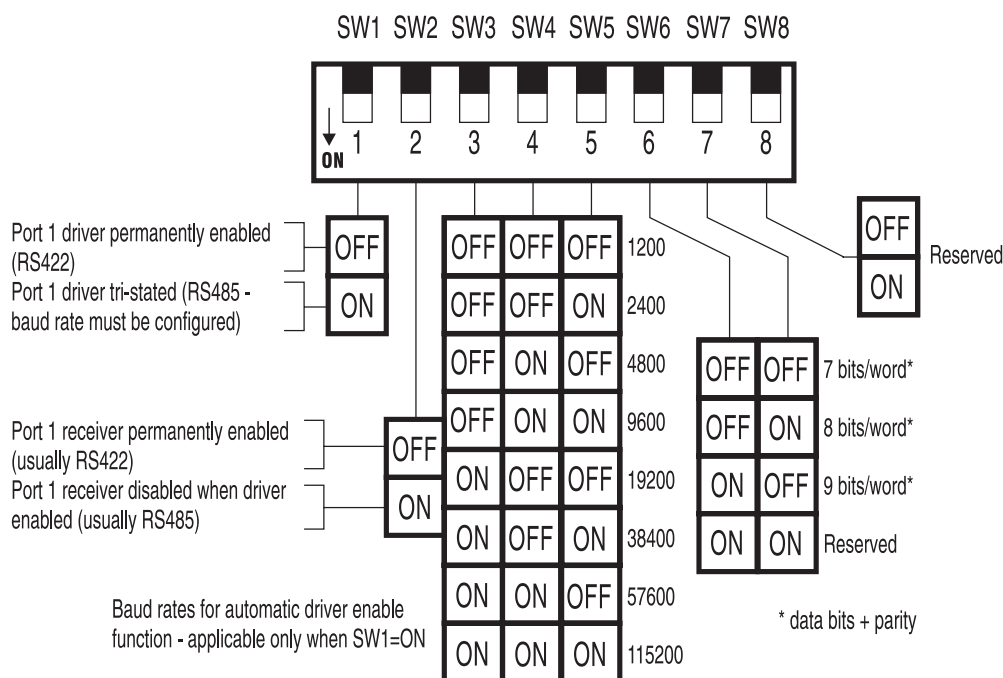 SW1 SW2 SW3 SW4 SW5 SW6 SW7 SW8
ON 1 2 3 4 5 6 7 8
Port 1 driver permanently enabled
(RS422)
OFF
Port 1 driver tri-stated (RS485 -
baud rate must be configured)
ON
Port 1 receiver permanently enabled
(usually RS422)
OFF
Port 1 receiver disabled when driver
enabled (usually RS485)
ON
OFF OFF OFF 1200
OFF OFF ON 2400
OFF ON OFF 4800
OFF ON ON 9600
ON OFF OFF 19200
ON OFF ON 38400
ON ON OFF 57600
ON ON ON 115200
Baud rates for automatic driver enable
function - applicable only when SW1=ON
OFF
ON
Reserved
OFF OFF 7 bits/word*
OFF ON 8 bits/word*
ON OFF 9 bits/word*
ON ON Reserved
* data bits + parity